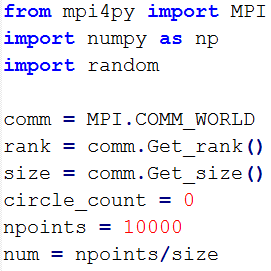 from mpi4py import MPI
import numpy as np
import random
comm = MPI.COMM_WORLD
rank = comm.Get_rank()
size = comm.Get_size()
circle_count = 0
npoints = 10000
num = npoints/size